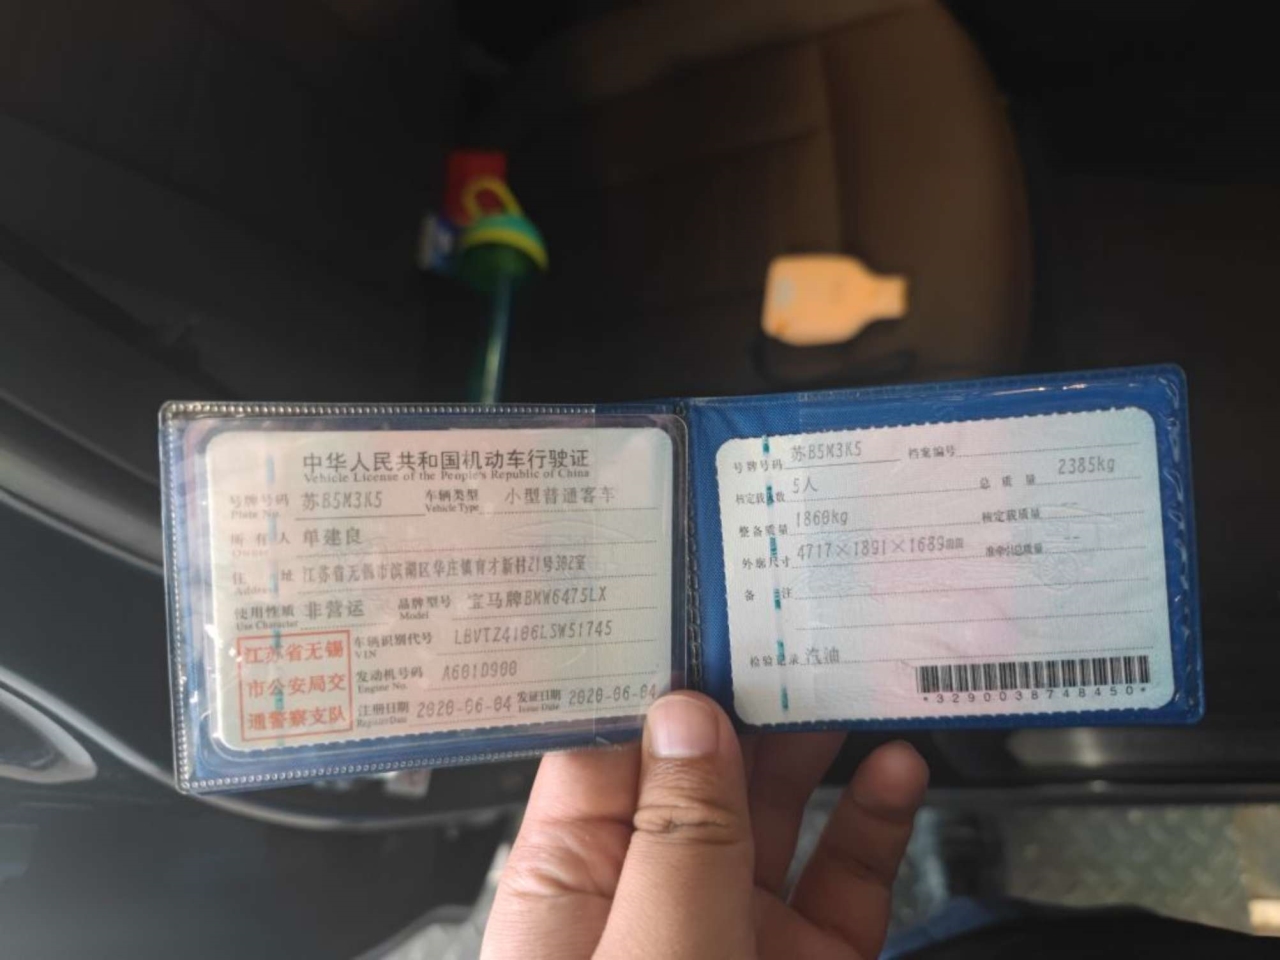 中华人民共和国机动车行驶证
Vehicle License of the People's Republic of China
号牌号码 苏B5M3K5 车辆类型 小型普通客车
Plate No. Vehicle Type
所有人 单建良
Owner
住址 江苏省无锡市滨湖区华庄镇育才新村21号302室
Address
使用性质 非营运 品牌型号 宝马牌BMW6475LX
Use Character Model
江苏省无锡
市公安局交
通警察支队
车辆识别代号 LBVTZ4106LSW51745
VIN
发动机号码 A6010900
Engine No.
注册日期 2020-06-04 发证日期 2020-06-04
Register Date Issue Date
号牌号码 苏B5M3K5 档案编号
核定载人数 5人 总质量 2385kg
整备质量 1860kg 核定载质量 --
外廓尺寸 4717×1891×1689mm 准牵引总质量 --
备注
检验记录 汽油
*3290038748450*